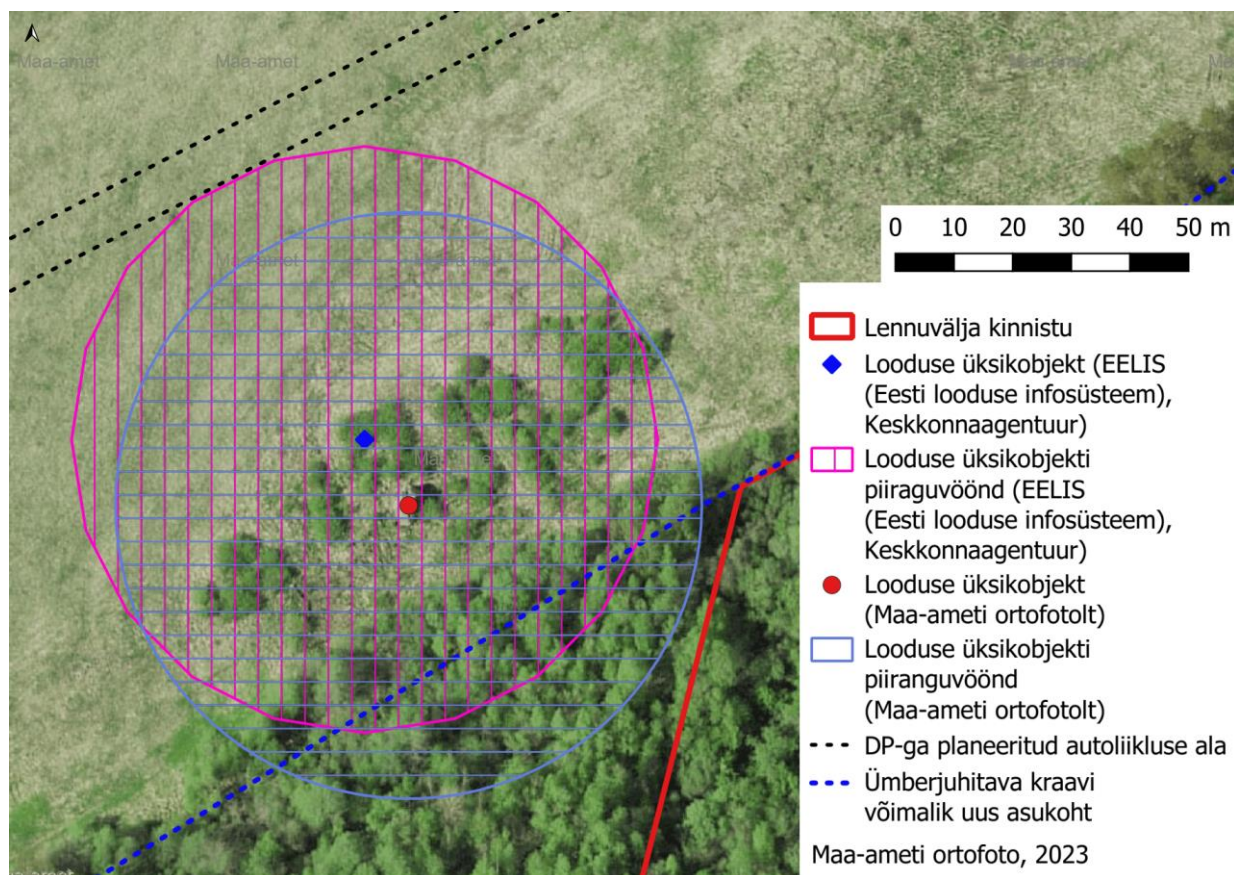 Maa-amet Maa-amet Maa-amet
0 10 20 30 40 50 m
Lennuvälja kinnistu
Looduse üksikobjekt (EELIS
(Eesti looduse infosüsteem),
Keskkonnaagentuur)
Looduse üksikobjekti
piiraguvöönd (EELIS
(Eesti looduse infosüsteem),
Keskkonnaagentuur)
Looduse üksikobjekt
(Maa-ameti ortofotolt)
Looduse üksikobjekti
piiranguvöönd
(Maa-ameti ortofotolt)
DP-ga planeeritud autoliikluse ala
Ümberjuhitava kraavi
võimalik uus asukoht
Maa-ameti ortofoto, 2023